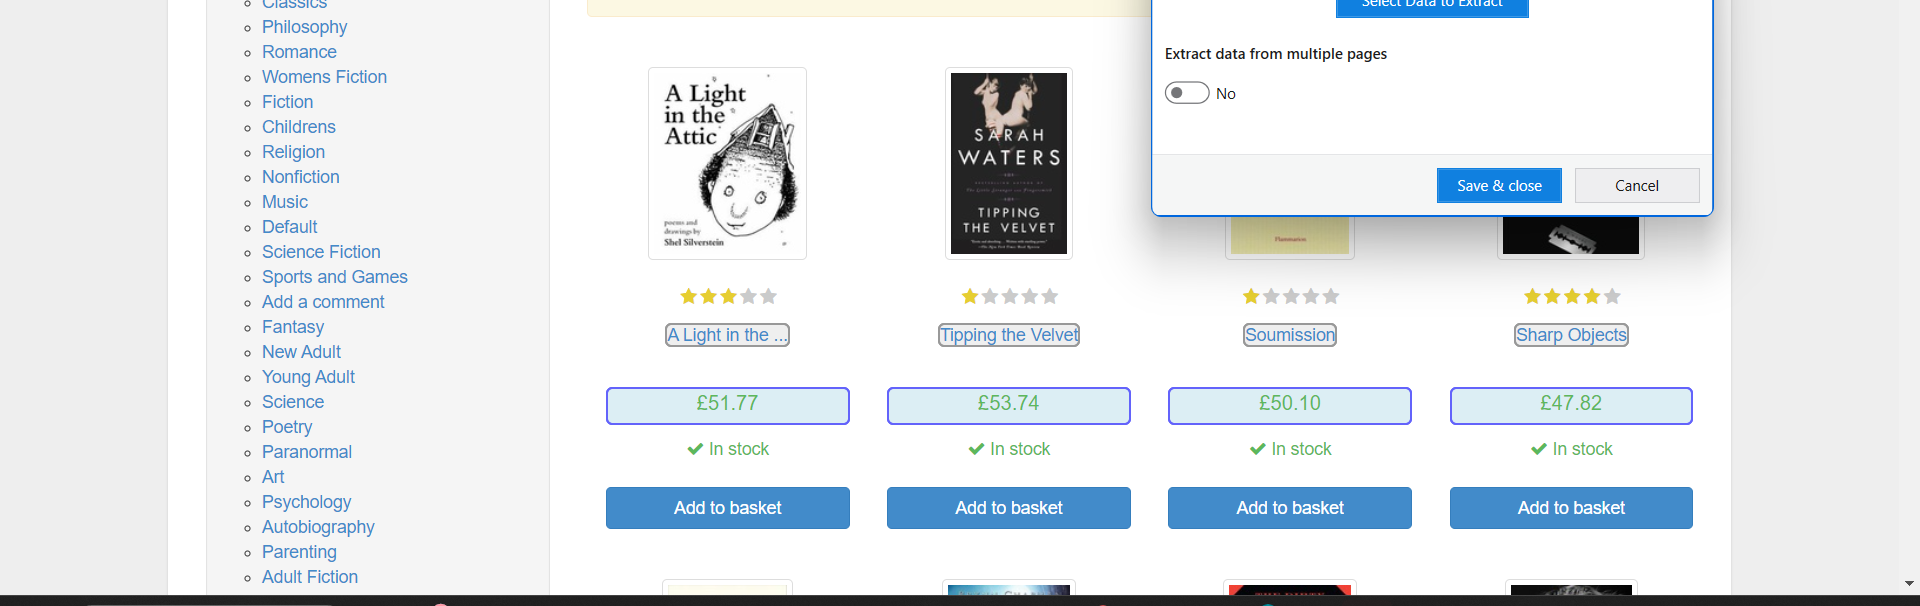 Classics
Philosophy
Romance
Womens Fiction
Fiction
Childrens
Religion
Nonfiction
Music
Default
Science Fiction
Sports and Games
Add a comment
Fantasy
New Adult
Young Adult
Science
Poetry
Paranormal
Art
Psychology
Autobiography
Parenting
Adult Fiction
Select Data to Extract
Extract data from multiple pages
No
Save & close
Cancel
A Light
in the
Attic
poems and
drawings by
Shel Silverstein
SARAH
WATERS
TIPPING
THE VELVET
Flammarion
A Light in the ...
Tipping the Velvet
Soumission
Sharp Objects
£51.77
£53.74
£50.10
£47.82
In stock
In stock
In stock
In stock
Add to basket
Add to basket
Add to basket
Add to basket